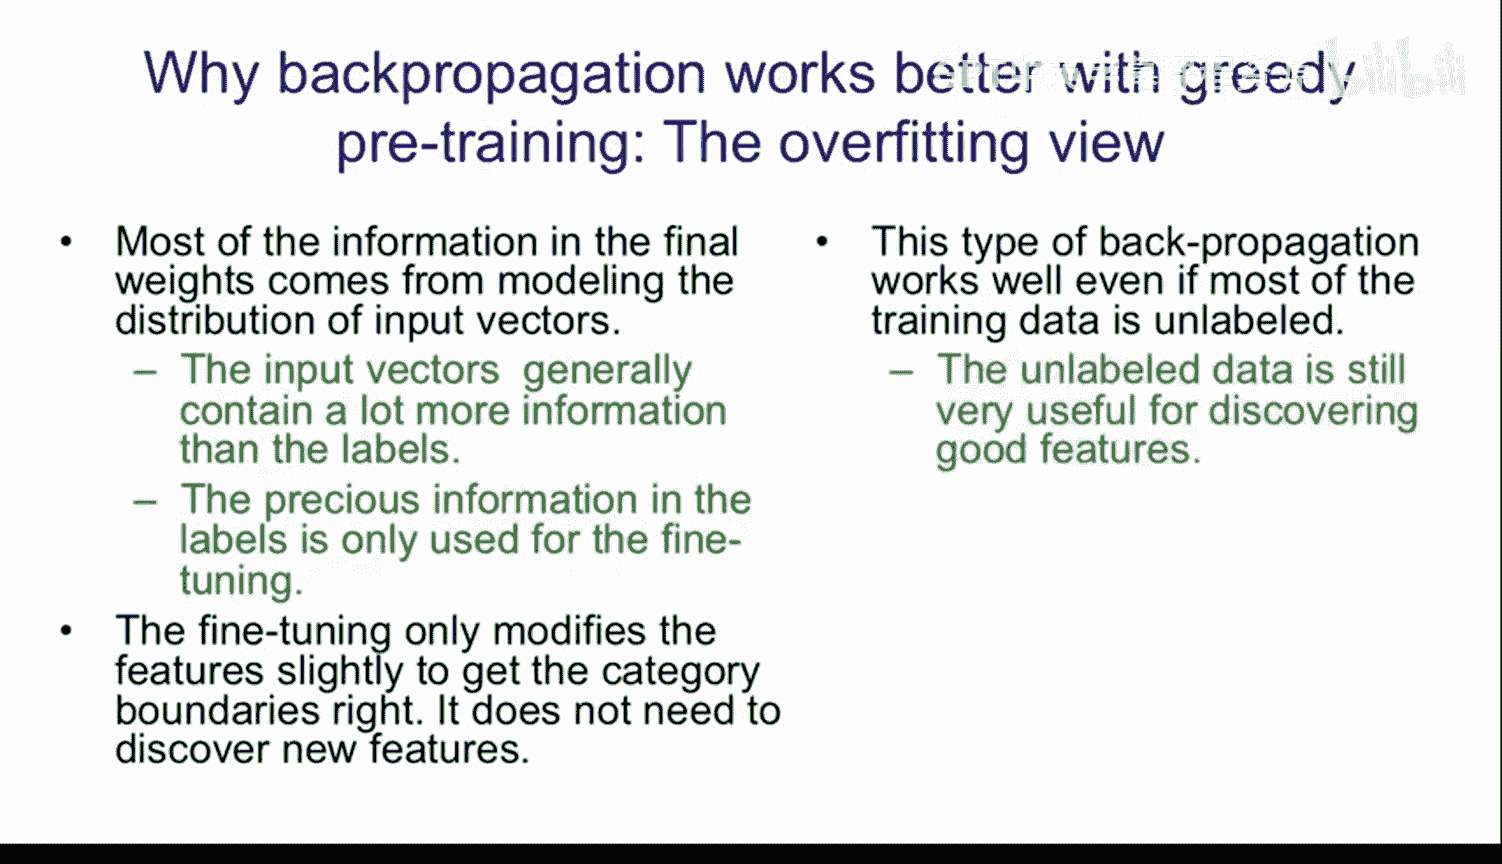 Why backpropagation works better with greedy
pre-training: The overfitting view
• Most of the information in the final
weights comes from modeling the
distribution of input vectors.
– The input vectors generally
contain a lot more information
than the labels.
– The precious information in the
labels is only used for the fine-
tuning.
• The fine-tuning only modifies the
features slightly to get the category
boundaries right. It does not need to
discover new features.
• This type of back-propagation
works well even if most of the
training data is unlabeled.
– The unlabeled data is still
very useful for discovering
good features.
bilibili